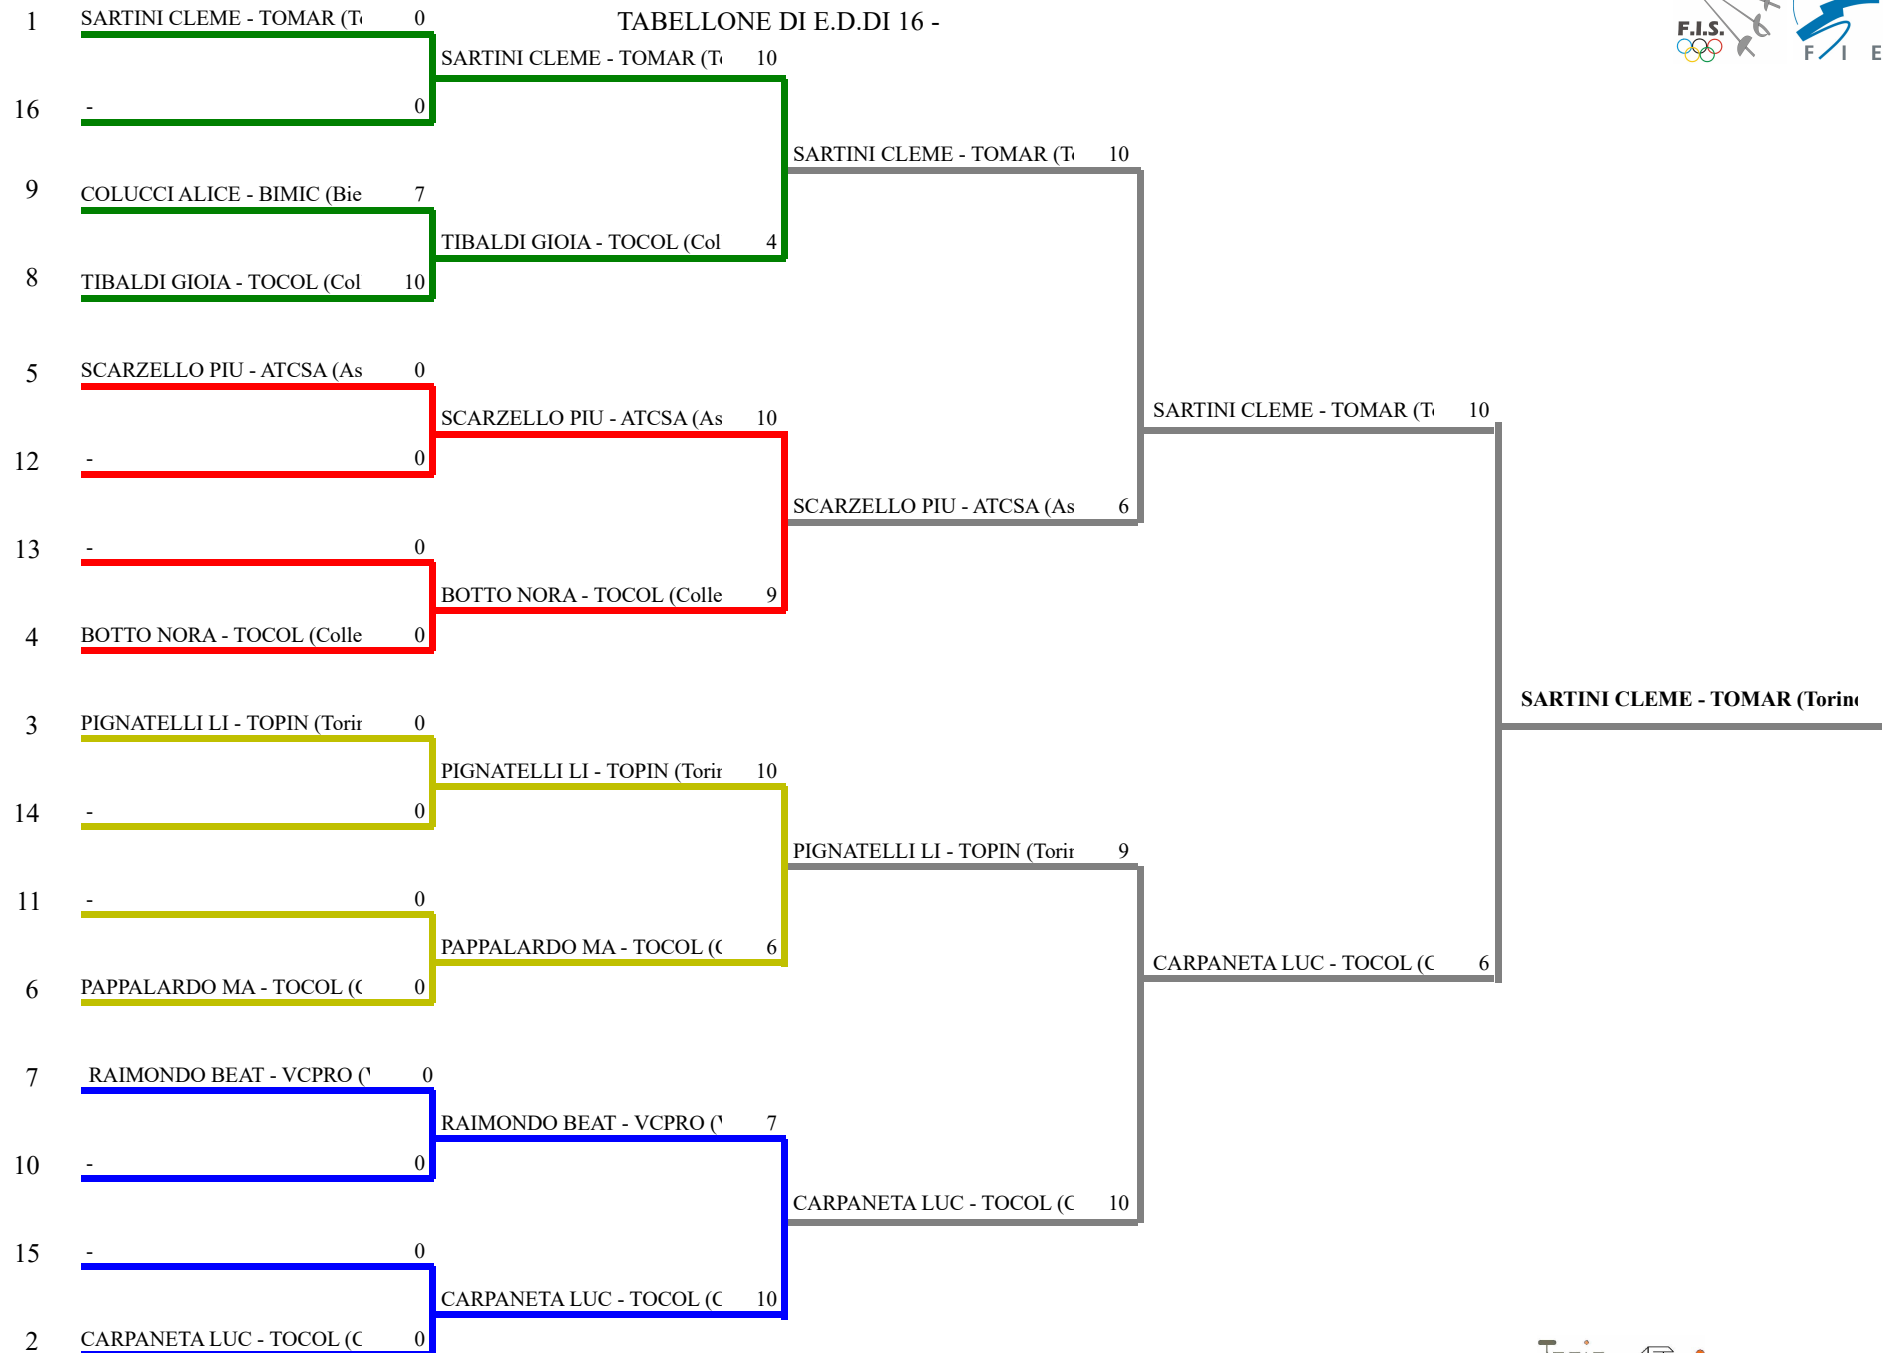 TABELLONE DI E.D.DI 16 -
F.I.S.
F I E
1 SARTINI CLEME - TOMAR (T 0
SARTINI CLEME - TOMAR (T 10
16 - 0
SARTINI CLEME - TOMAR (T 10
9 COLUCCI ALICE - BIMIC (Bie 7
TIBALDI GIOIA - TOCOL (Col 4
8 TIBALDI GIOIA - TOCOL (Col 10
5 SCARZELLO PIU - ATCSA (As 0
SCARZELLO PIU - ATCSA (As 10
SARTINI CLEME - TOMAR (T 10
12 - 0
SCARZELLO PIU - ATCSA (As 6
13 - 0
BOTTO NORA - TOCOL (Colle 9
4 BOTTO NORA - TOCOL (Colle 0
SARTINI CLEME - TOMAR (Torin
3 PIGNATELLI LI - TOPIN (Torin 0
PIGNATELLI LI - TOPIN (Torin 10
14 - 0
PIGNATELLI LI - TOPIN (Torin 9
11 - 0
PAPPALARDO MA - TOCOL (C 6
CARPANETA LUC - TOCOL (C 6
6 PAPPALARDO MA - TOCOL (C 0
7 RAIMONDO BEAT - VCPRO (V 0
RAIMONDO BEAT - VCPRO (V 7
10 - 0
CARPANETA LUC - TOCOL (C 10
15 - 0
CARPANETA LUC - TOCOL (C 10
2 CARPANETA LUC - TOCOL (C 0